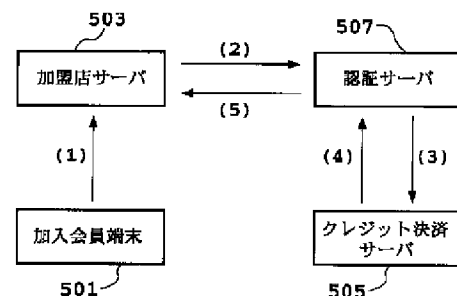 503
507
加盟店サーバ
(2)
認証サーバ
(5)
(1)
(4)
(3)
加入会員端末
クレジット決済
サーバ
501
505